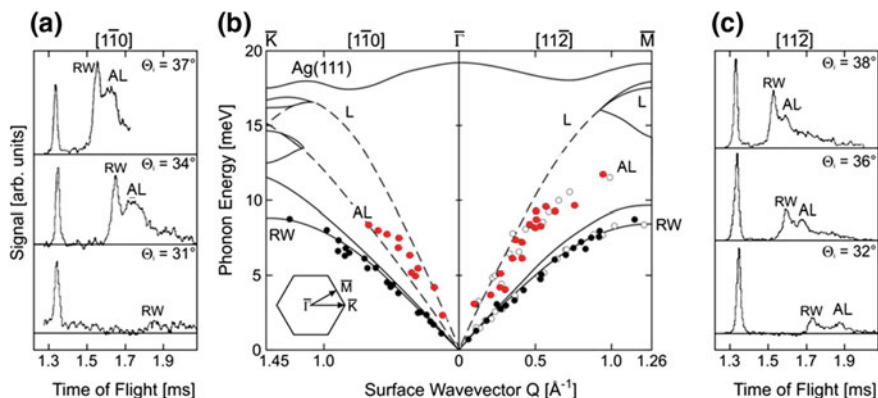 (a)
[11̄0]
Θᵢ = 37°
RW
AL
Θᵢ = 34°
RW
AL
Θᵢ = 31°
RW
Signal [arb. units]
1.3 1.5 1.7 1.9
Time of Flight [ms]
(b)
K̄ [11̄0] Γ̄ [112̄] M̄
20
15
10
5
0
Phonon Energy [meV]
Ag(111)
L
L
L
AL
AL
RW
RW
M̄
Γ̄ K̄
1.45 1.0 0 0.5 1.0 1.26
Surface Wavevector Q [Å⁻¹]
(c)
[112̄]
Θᵢ = 38°
RW
AL
Θᵢ = 36°
RW
AL
Θᵢ = 32°
RW
AL
1.3 1.5 1.7 1.9
Time of Flight [ms]